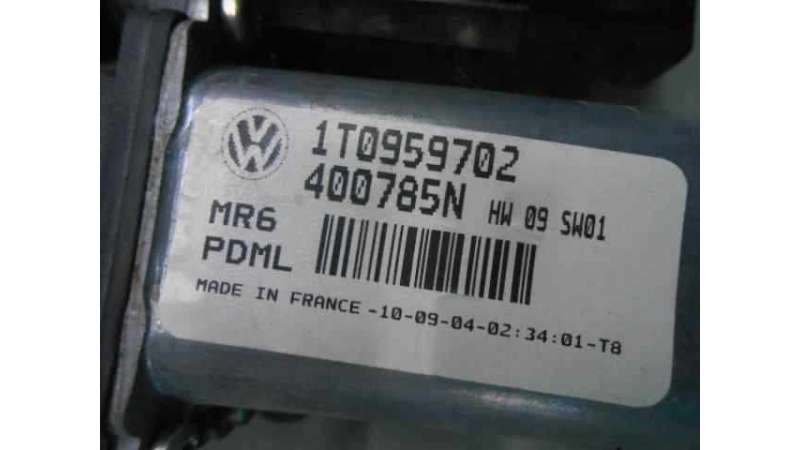 1T0959702
400785N HW 09 SW01
MR6
PDML
MADE IN FRANCE -10-09-04-02:34:01-T8